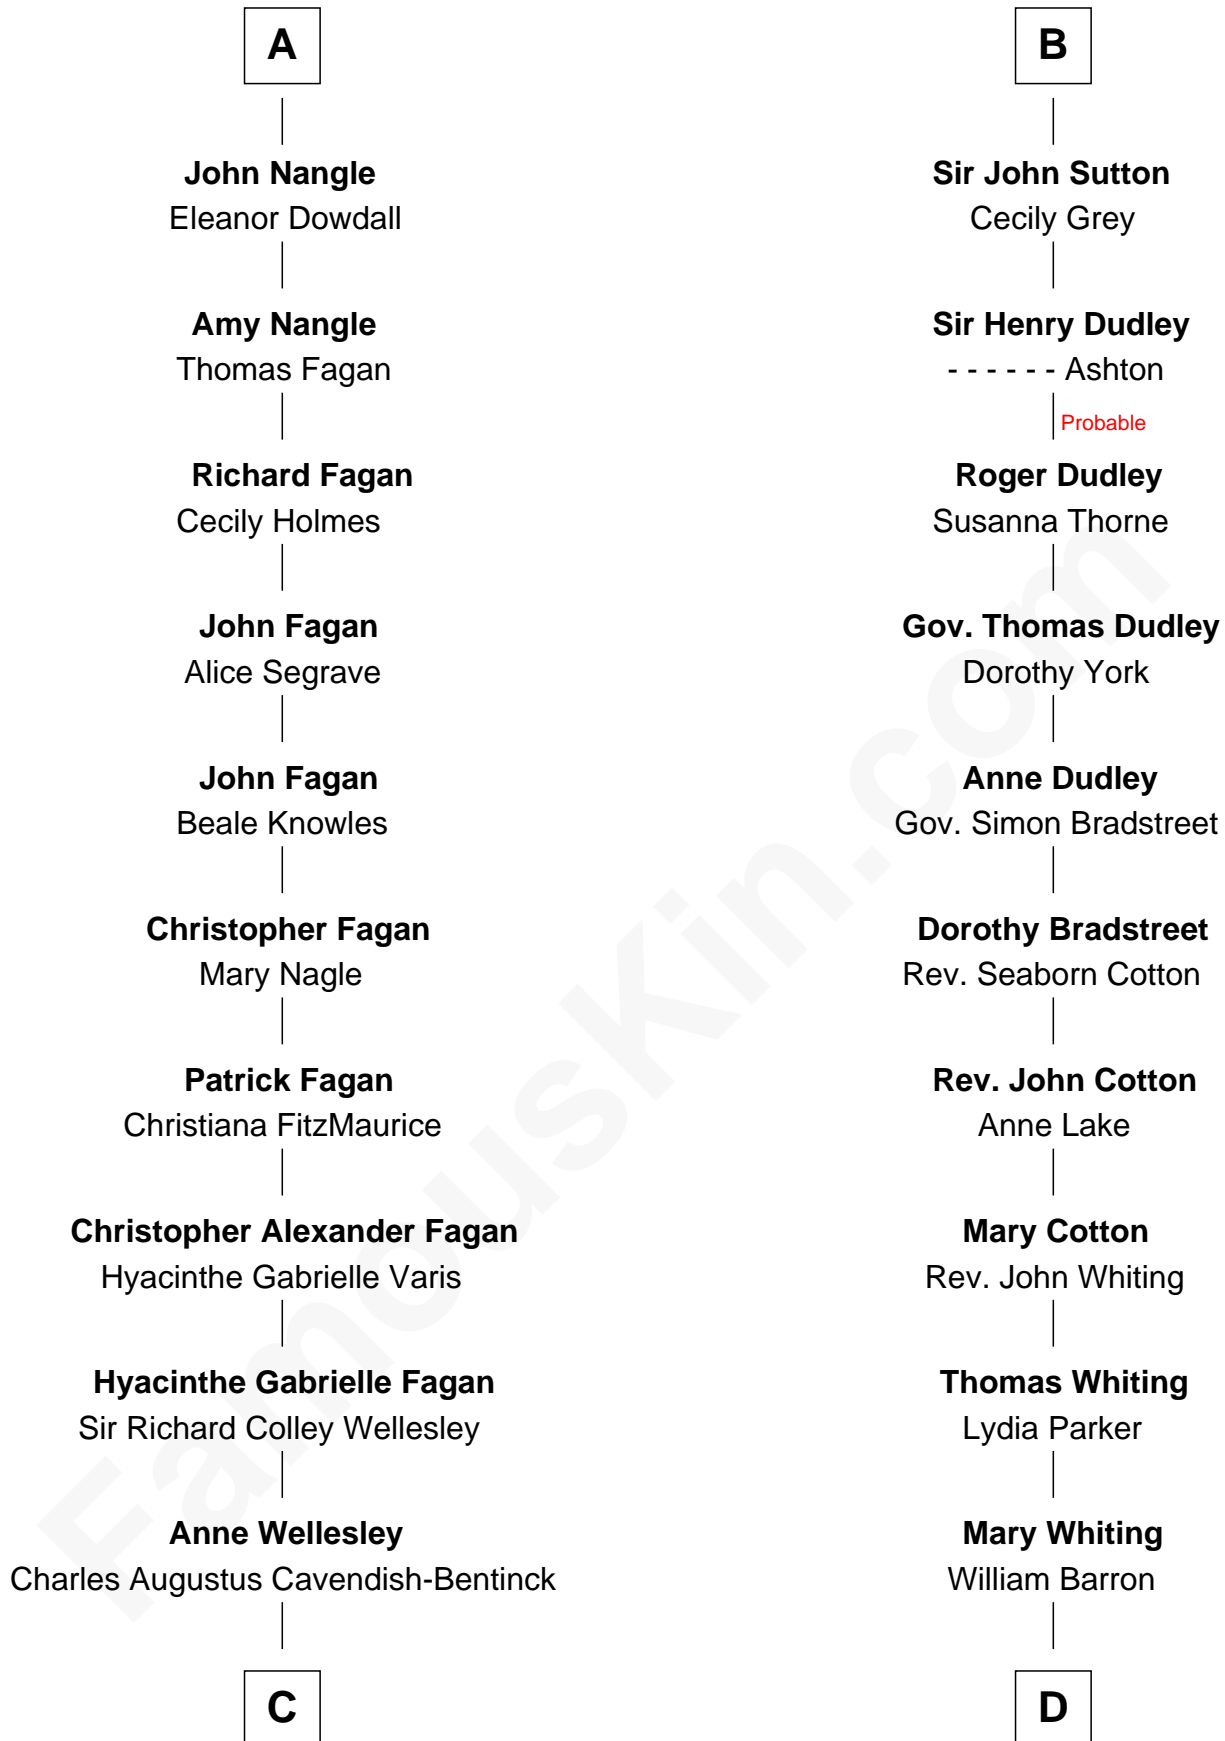 A
John Nangle
Eleanor Dowdall
Amy Nangle
Thomas Fagan
Richard Fagan
Cecily Holmes
John Fagan
Alice Segrave
John Fagan
Beale Knowles
Christopher Fagan
Mary Nagle
Patrick Fagan
Christiana FitzMaurice
Christopher Alexander Fagan
Hyacinthe Gabrielle Varis
Hyacinthe Gabrielle Fagan
Sir Richard Colley Wellesley
Anne Wellesley
Charles Augustus Cavendish-Bentinck
C
B
Sir John Sutton
Cecily Grey
Sir Henry Dudley
- - - - - - Ashton
Probable
Roger Dudley
Susanna Thorne
Gov. Thomas Dudley
Dorothy York
Anne Dudley
Gov. Simon Bradstreet
Dorothy Bradstreet
Rev. Seaborn Cotton
Rev. John Cotton
Anne Lake
Mary Cotton
Rev. John Whiting
Thomas Whiting
Lydia Parker
Mary Whiting
William Barron
D
FamousKin.com